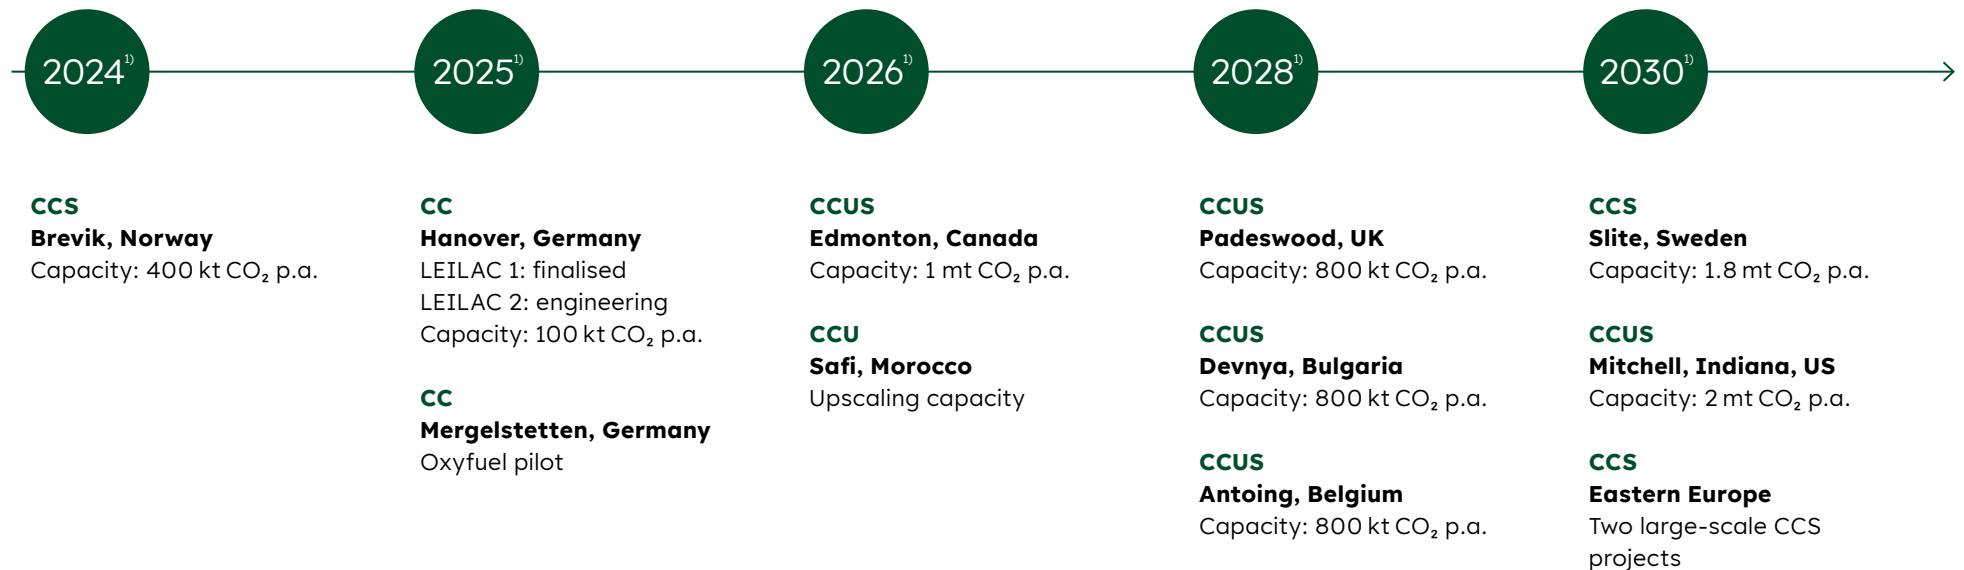 2024¹⁾
2025¹⁾
2026¹⁾
2028¹⁾
2030¹⁾
CCS
Brevik, Norway
Capacity: 400 kt CO₂ p.a.
CC
Hanover, Germany
LEILAC 1: finalised
LEILAC 2: engineering
Capacity: 100 kt CO₂ p.a.
CC
Mergelstetten, Germany
Oxyfuel pilot
CCUS
Edmonton, Canada
Capacity: 1 mt CO₂ p.a.
CCU
Safi, Morocco
Upscaling capacity
CCUS
Padeswood, UK
Capacity: 800 kt CO₂ p.a.
CCUS
Devnya, Bulgaria
Capacity: 800 kt CO₂ p.a.
CCUS
Antoing, Belgium
Capacity: 800 kt CO₂ p.a.
CCS
Slite, Sweden
Capacity: 1.8 mt CO₂ p.a.
CCUS
Mitchell, Indiana, US
Capacity: 2 mt CO₂ p.a.
CCS
Eastern Europe
Two large-scale CCS
projects